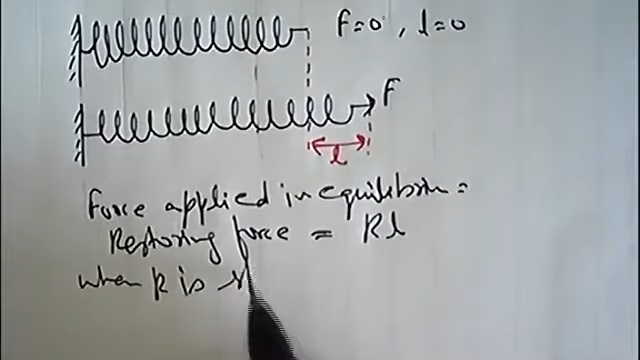 F=0 , l=0
F
l
Force applied in equilibrium =
Restoring force = kl
when k is